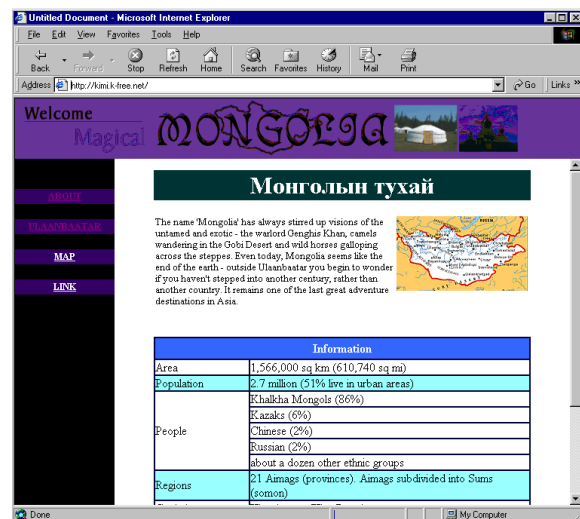 Untitled Document - Microsoft Internet Explorer
File Edit View Favorites Tools Help
Back Forward Stop Refresh Home Search Favorites History Mail Print
Address http://kimi.k-free.net/ Go Links »
Welcome
Magical MONGOLIA
ABOUT
ULAANBAATAR
MAP
LINK
Монголын тухай
The name 'Mongolia' has always stirred up visions of the
untamed and exotic - the warlord Genghis Khan, camels
wandering in the Gobi Desert and wild horses galloping
across the steppes. Even today, Mongolia seems like the
end of the earth - outside Ulaanbaatar you begin to wonder
if you haven't stepped into another century, rather than
another country. It remains one of the last great adventure
destinations in Asia.
RUSSIA
Information
Area 1,566,000 sq km (610,740 sq mi)
Population 2.7 million (51% live in urban areas)
People
Khalkha Mongols (86%)
Kazaks (6%)
Chinese (2%)
Russian (2%)
about a dozen other ethnic groups
Regions
21 Aimags (provinces). Aimags subdivided into Sums
(somon)
Done My Computer